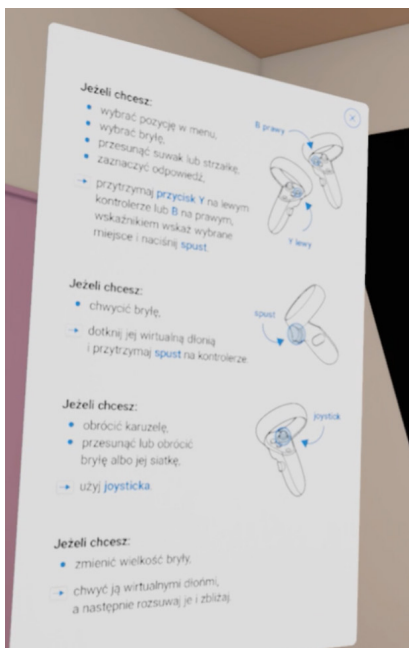 Jeżeli chcesz:
wybrać pozycję w menu,
wybrać bryłę,
przesunąć suwak lub strzałkę,
zaznaczyć odpowiedź,
przytrzymaj przycisk Y na lewym
kontrolerze lub B na prawym,
wskaźnikiem wskaż wybrane
miejsce i naciśnij spust.
B prawy
Y lewy
Jeżeli chcesz:
chwycić bryłę,
dotknij jej wirtualną dłonią
i przytrzymaj spust na kontrolerze.
spust
Jeżeli chcesz:
obrócić karuzelę,
przesunąć lub obrócić
bryłę albo jej siatkę,
użyj joysticka.
joystick
Jeżeli chcesz:
zmienić wielkość bryły,
chwyć ją wirtualnymi dłońmi,
a następnie rozsuwaj je i zbliżaj.